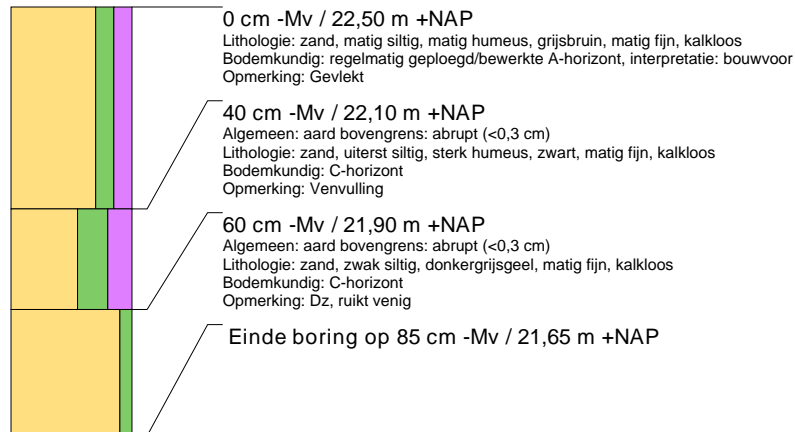 0 cm -Mv / 22,50 m +NAP
Lithologie: zand, matig siltig, matig humeus, grijsbruin, matig fijn, kalkloos
Bodemkundig: regelmatig geploegd/bewerkte A-horizont, interpretatie: bouwvoor
Opmerking: Gevlekt
40 cm -Mv / 22,10 m +NAP
Algemeen: aard bovengrens: abrupt (<0,3 cm)
Lithologie: zand, uiterst siltig, sterk humeus, zwart, matig fijn, kalkloos
Bodemkundig: C-horizont
Opmerking: Venvulling
60 cm -Mv / 21,90 m +NAP
Algemeen: aard bovengrens: abrupt (<0,3 cm)
Lithologie: zand, zwak siltig, donkergrijsgeel, matig fijn, kalkloos
Bodemkundig: C-horizont
Opmerking: Dz, ruikt venig
Einde boring op 85 cm -Mv / 21,65 m +NAP